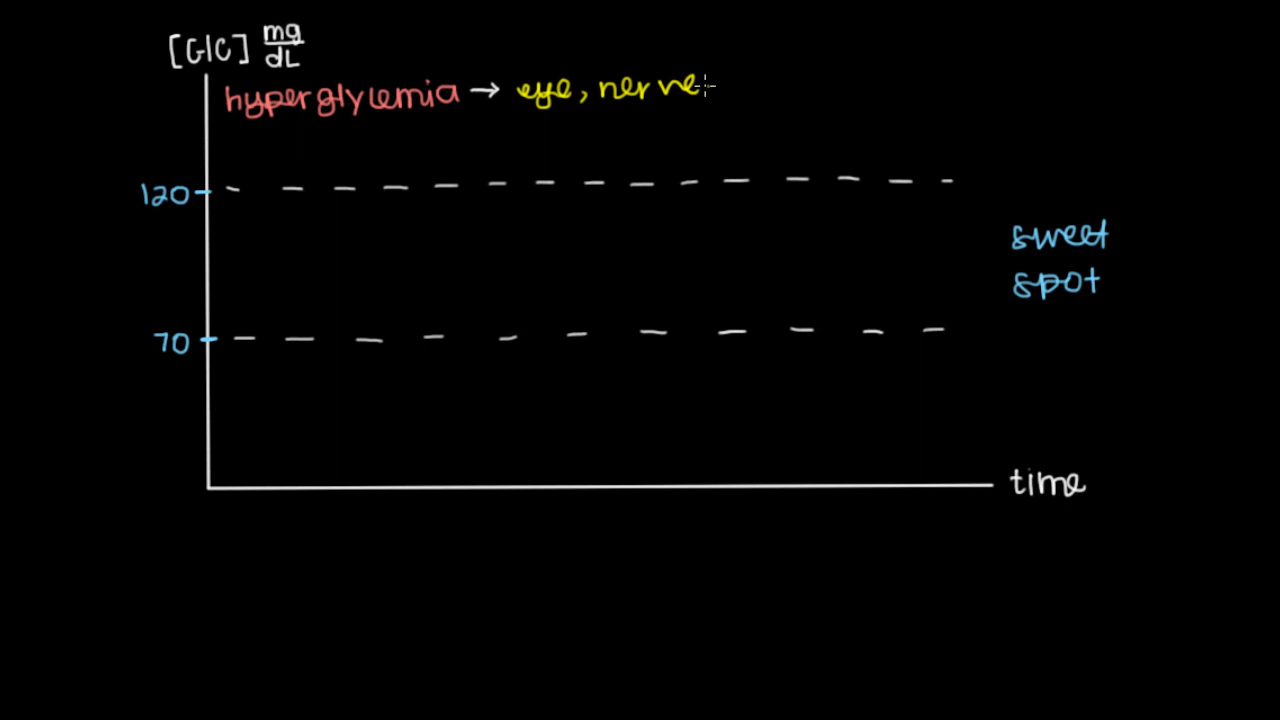 [Glc] mg/dL
hyperglycemia → eye, nerve
120
sweet
spot
70
time